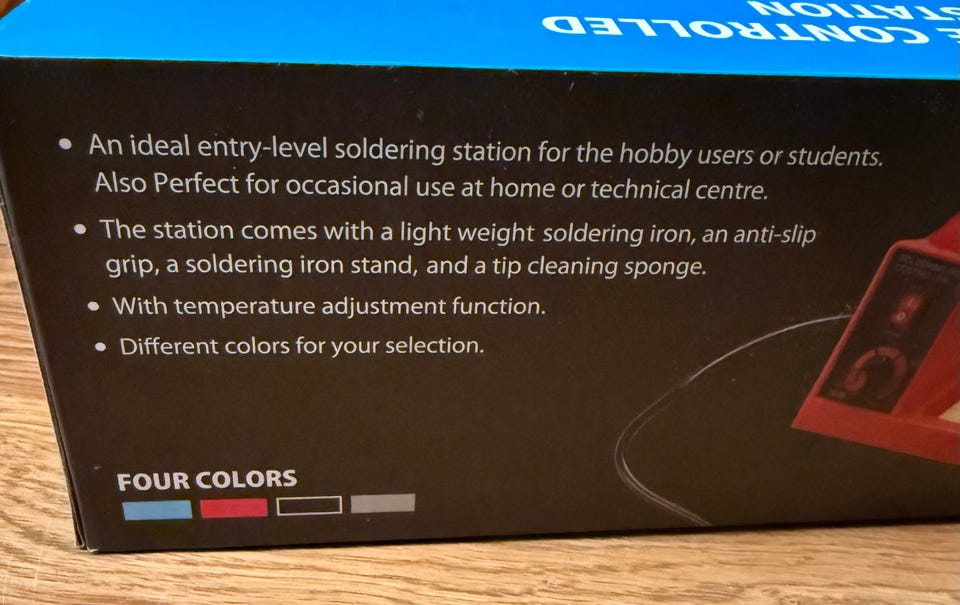 E CONTROLLED
STATION
• An ideal entry-level soldering station for the hobby users or students.
Also Perfect for occasional use at home or technical centre.
• The station comes with a light weight soldering iron, an anti-slip
grip, a soldering iron stand, and a tip cleaning sponge.
• With temperature adjustment function.
• Different colors for your selection.
FOUR COLORS